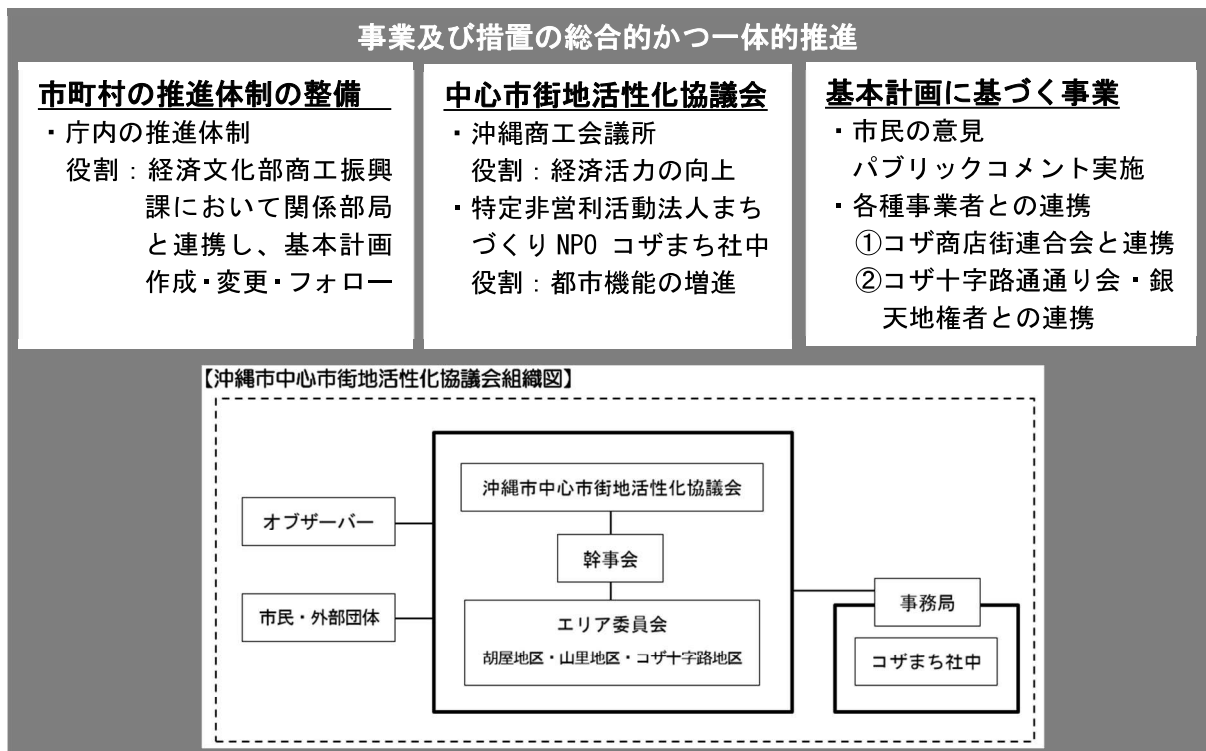 事業及び措置の総合的かつ一体的推進
市町村の推進体制の整備
・庁内の推進体制
役割：経済文化部商工振興
課において関係部局
と連携し、基本計画
作成・変更・フォロー
中心市街地活性化協議会
・沖縄商工会議所
役割：経済活力の向上
・特定非営利活動法人まち
づくり NPO コザまち社中
役割：都市機能の増進
基本計画に基づく事業
・市民の意見
パブリックコメント実施
・各種事業者との連携
①コザ商店街連合会と連携
②コザ十字路通通り会・銀
天地権者との連携
【沖縄市中心市街地活性化協議会組織図】
沖縄市中心市街地活性化協議会
オブザーバー
幹事会
市民・外部団体
エリア委員会
胡屋地区・山里地区・コザ十字路地区
事務局
コザまち社中